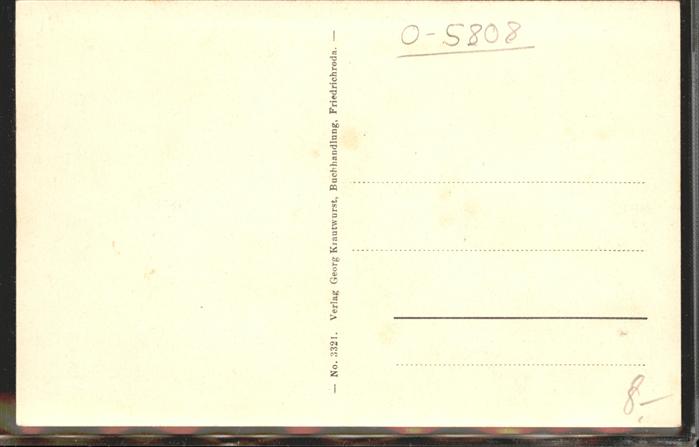 O-5808
— No. 3321. Verlag Georg Krautwurst, Buchhandlung, Friedrichroda. —
8,-